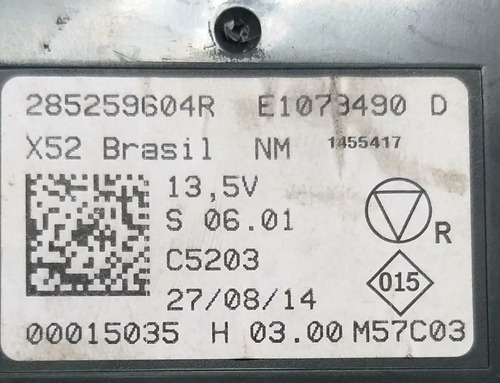 285259604R E1073490 D
X52 Brasil NM 1455417
13,5V
S 06.01
R
C5203
015
27/08/14
00015035 H 03.00 M57C03